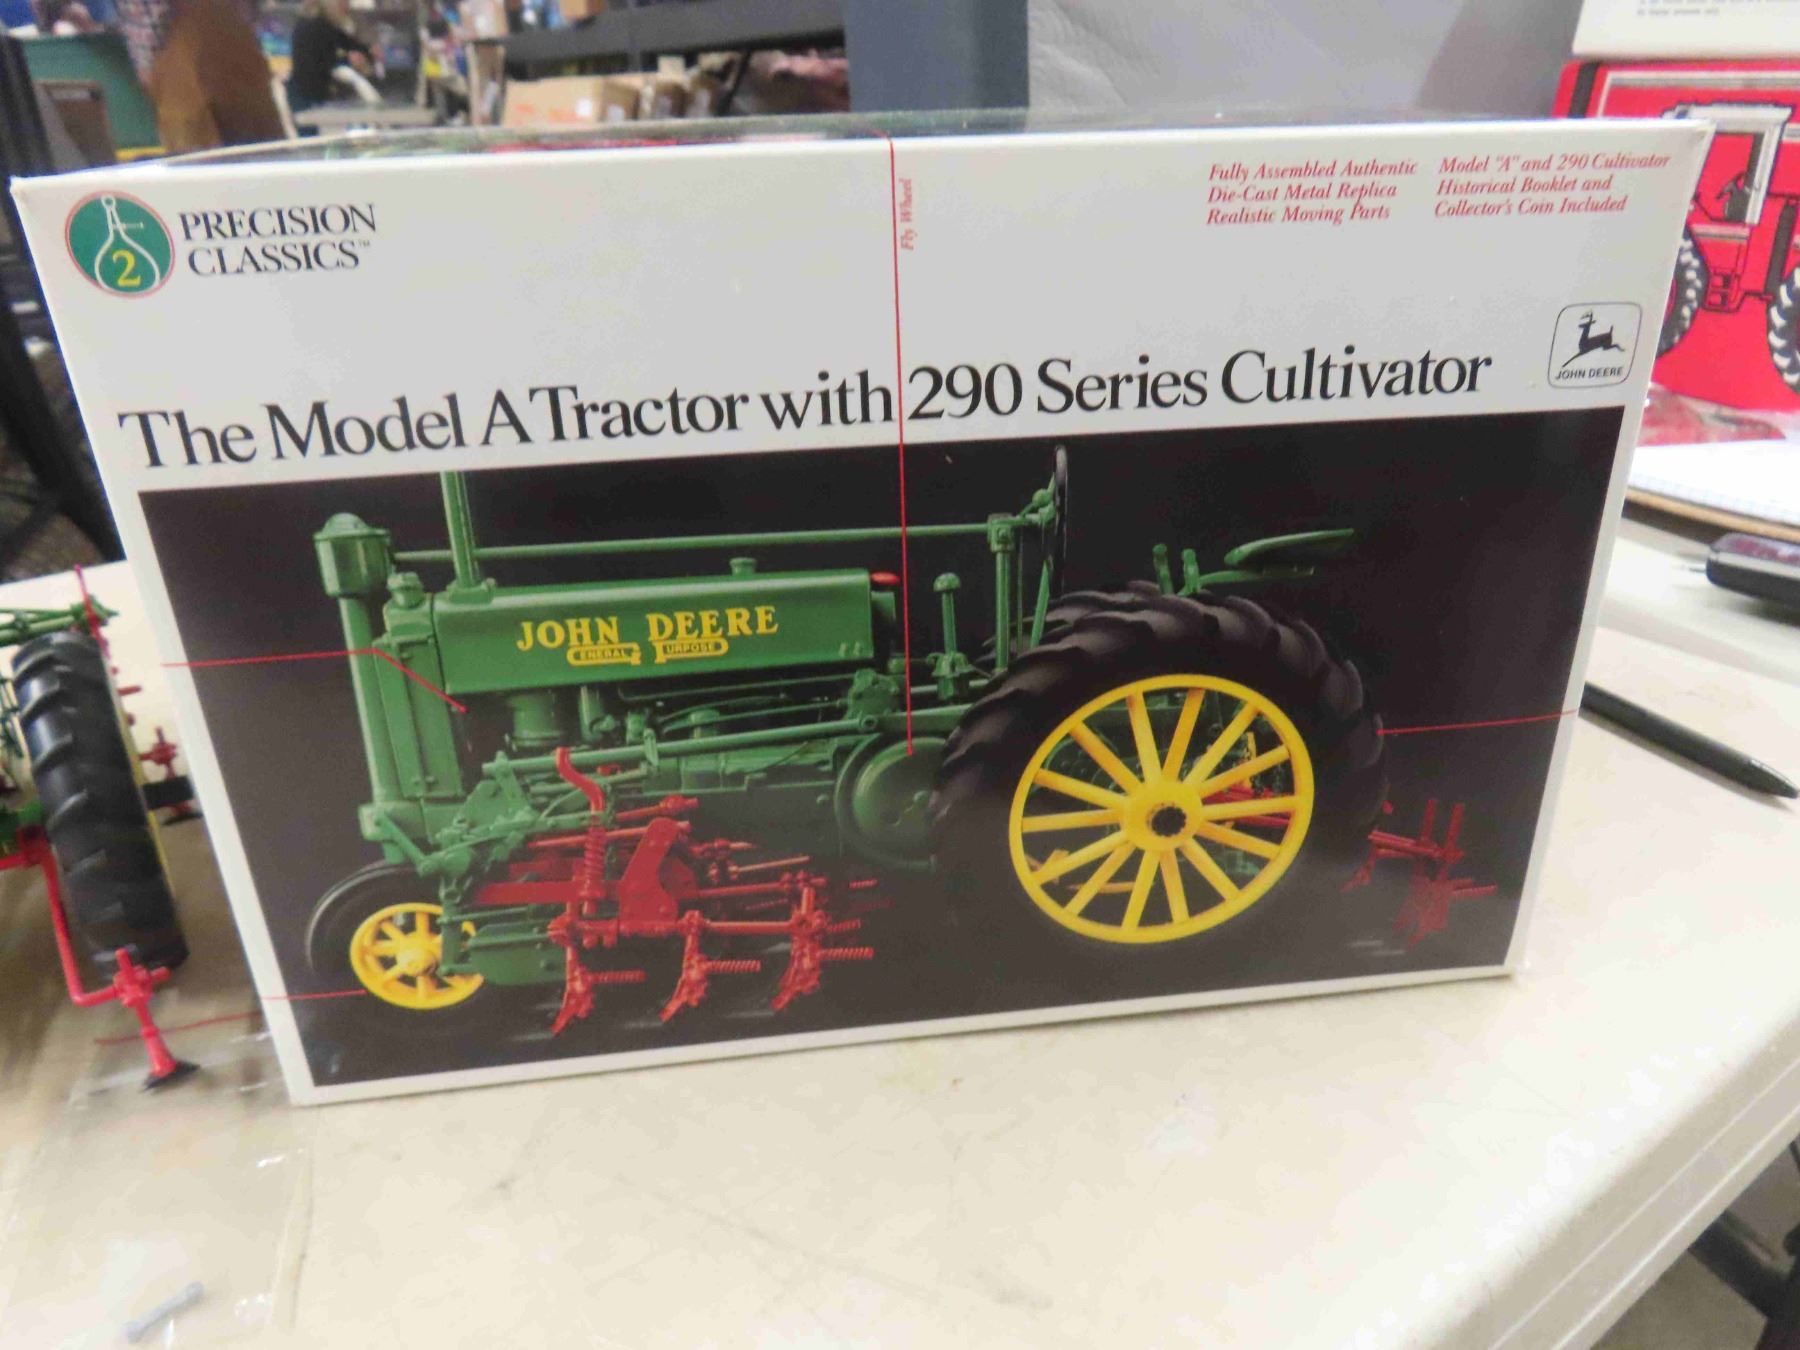 PRECISION
CLASSICS™
2
Fly Wheel
Fully Assembled Authentic
Die-Cast Metal Replica
Realistic Moving Parts
Model "A" and 290 Cultivator
Historical Booklet and
Collector's Coin Included
The Model A Tractor with 290 Series Cultivator
JOHN DEERE
JOHN DEERE
GENERAL PURPOSE